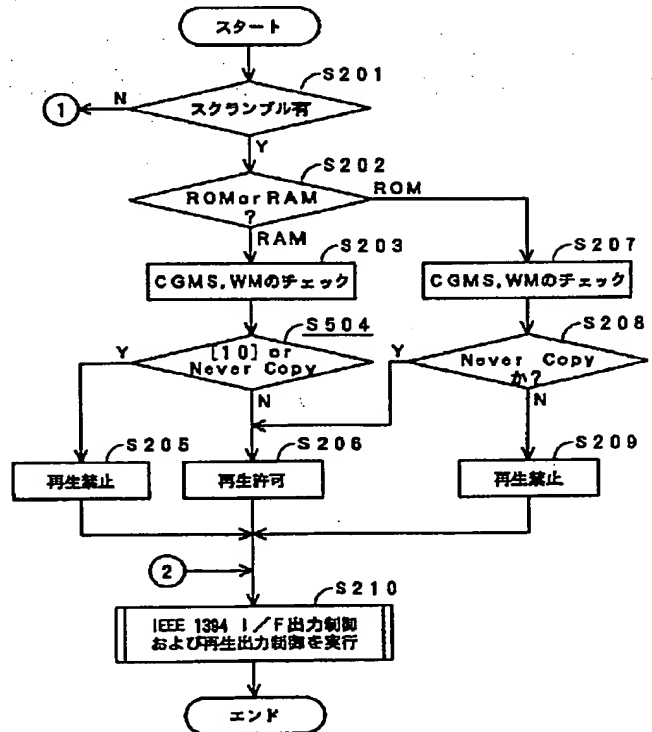 スタート
S201
スクランブル有
N
1
Y
S202
ROMorRAM
?
ROM
RAM
S203
CGMS,WMのチェック
S207
CGMS,WMのチェック
S504
[10] or
Never Copy
Y
N
S208
Never Copy
か?
Y
N
S205
再生禁止
S206
再生許可
S209
再生禁止
2
S210
IEEE 1394 I/F出力制御
および再生出力制御を実行
エンド